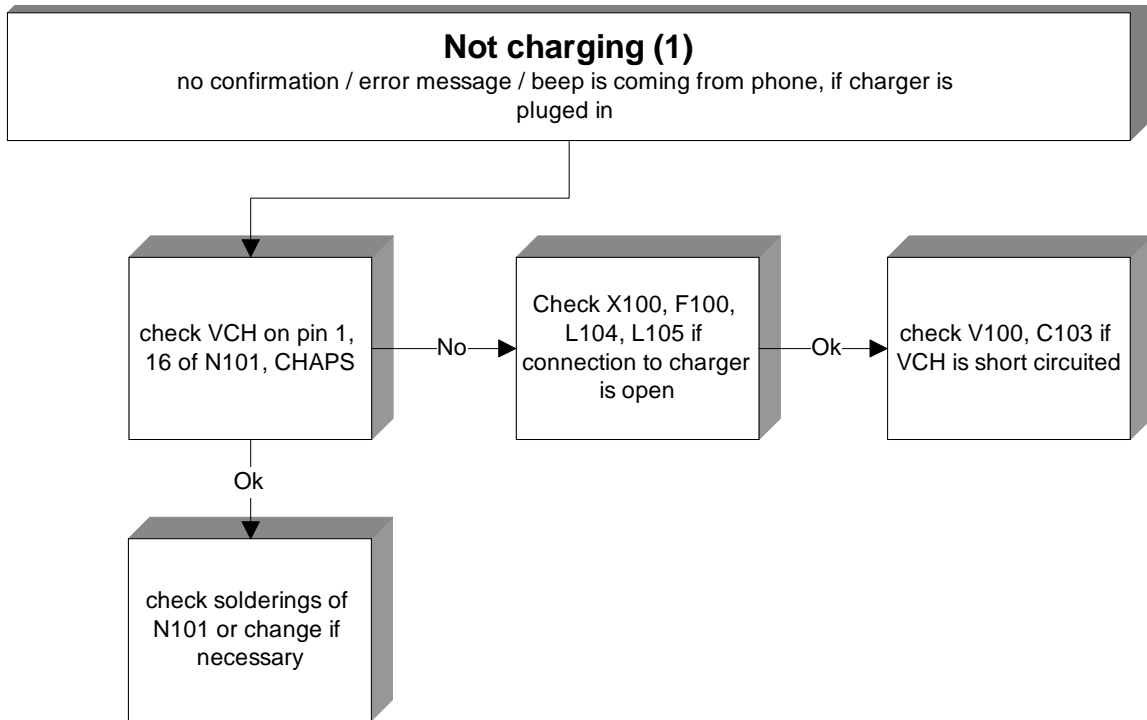 Not charging (1)
no confirmation / error message / beep is coming from phone, if charger is
pluged in
check VCH on pin 1,
16 of N101, CHAPS
No
Check X100, F100,
L104, L105 if
connection to charger
is open
Ok
check V100, C103 if
VCH is short circuited
Ok
check solderings of
N101 or change if
necessary